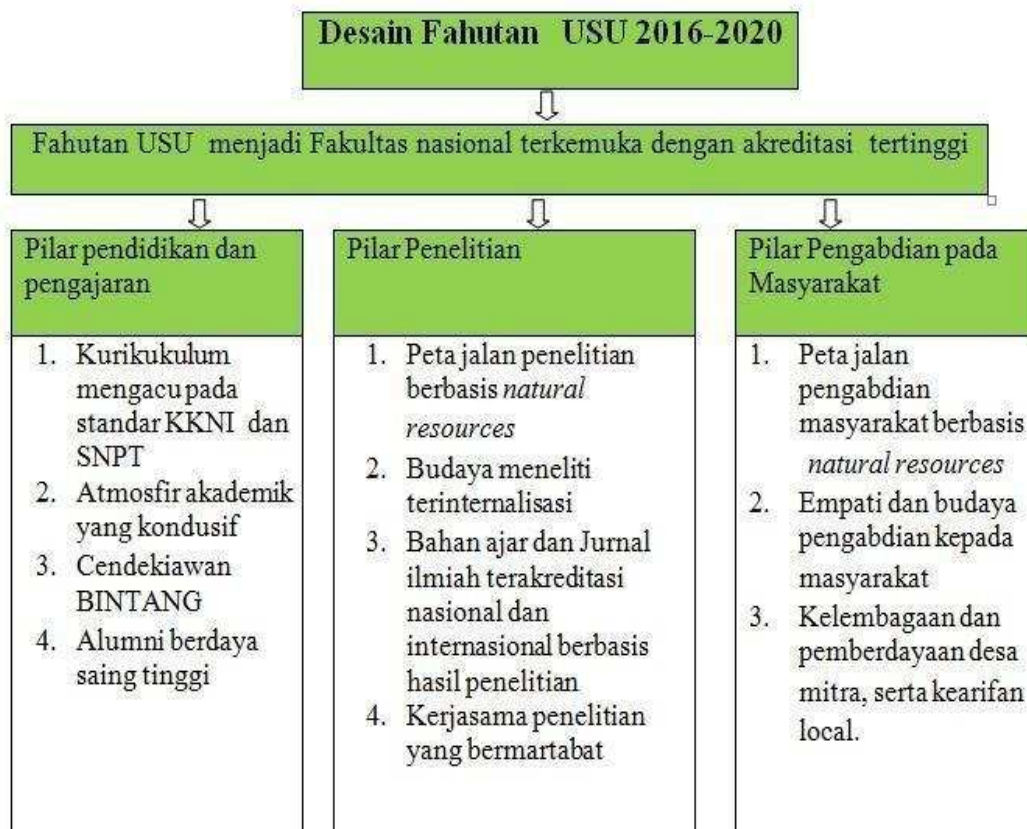 Desain Fahutan USU 2016-2020
Fahutan USU menjadi Fakultas nasional terkemuka dengan akreditasi tertinggi
Pilar pendidikan dan
pengajaran
1. Kurikukulum
mengacu pada
standar KKNI dan
SNPT
2. Atmosfir akademik
yang kondusif
3. Cendekiawan
BINTANG
4. Alumni berdaya
saing tinggi
Pilar Penelitian
1. Peta jalan penelitian
berbasis natural
resources
2. Budaya meneliti
terinternalisasi
3. Bahan ajar dan Jurnal
ilmiah terakreditasi
nasional dan
internasional berbasis
hasil penelitian
4. Kerjasama penelitian
yang bermartabat
Pilar Pengabdian pada
Masyarakat
1. Peta jalan
pengabdian
masyarakat berbasis
natural resources
2. Empati dan budaya
pengabdian kepada
masyarakat
3. Kelembagaan dan
pemberdayaan desa
mitra, serta kearifan
local.